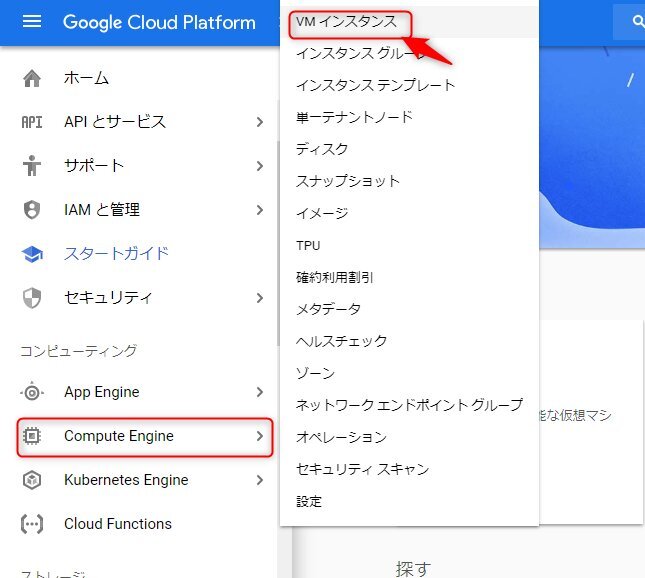 Google Cloud Platform
ホーム
API
API とサービス
サポート
IAM と管理
スタートガイド
セキュリティ
コンピューティング
App Engine
Compute Engine
Kubernetes Engine
Cloud Functions
VM インスタンス
インスタンス グループ
インスタンス テンプレート
単一テナントノード
ディスク
スナップショット
イメージ
TPU
確約利用割引
メタデータ
ヘルスチェック
ゾーン
ネットワーク エンドポイント グループ
オペレーション
セキュリティ スキャン
設定
能な仮想マシ
探す